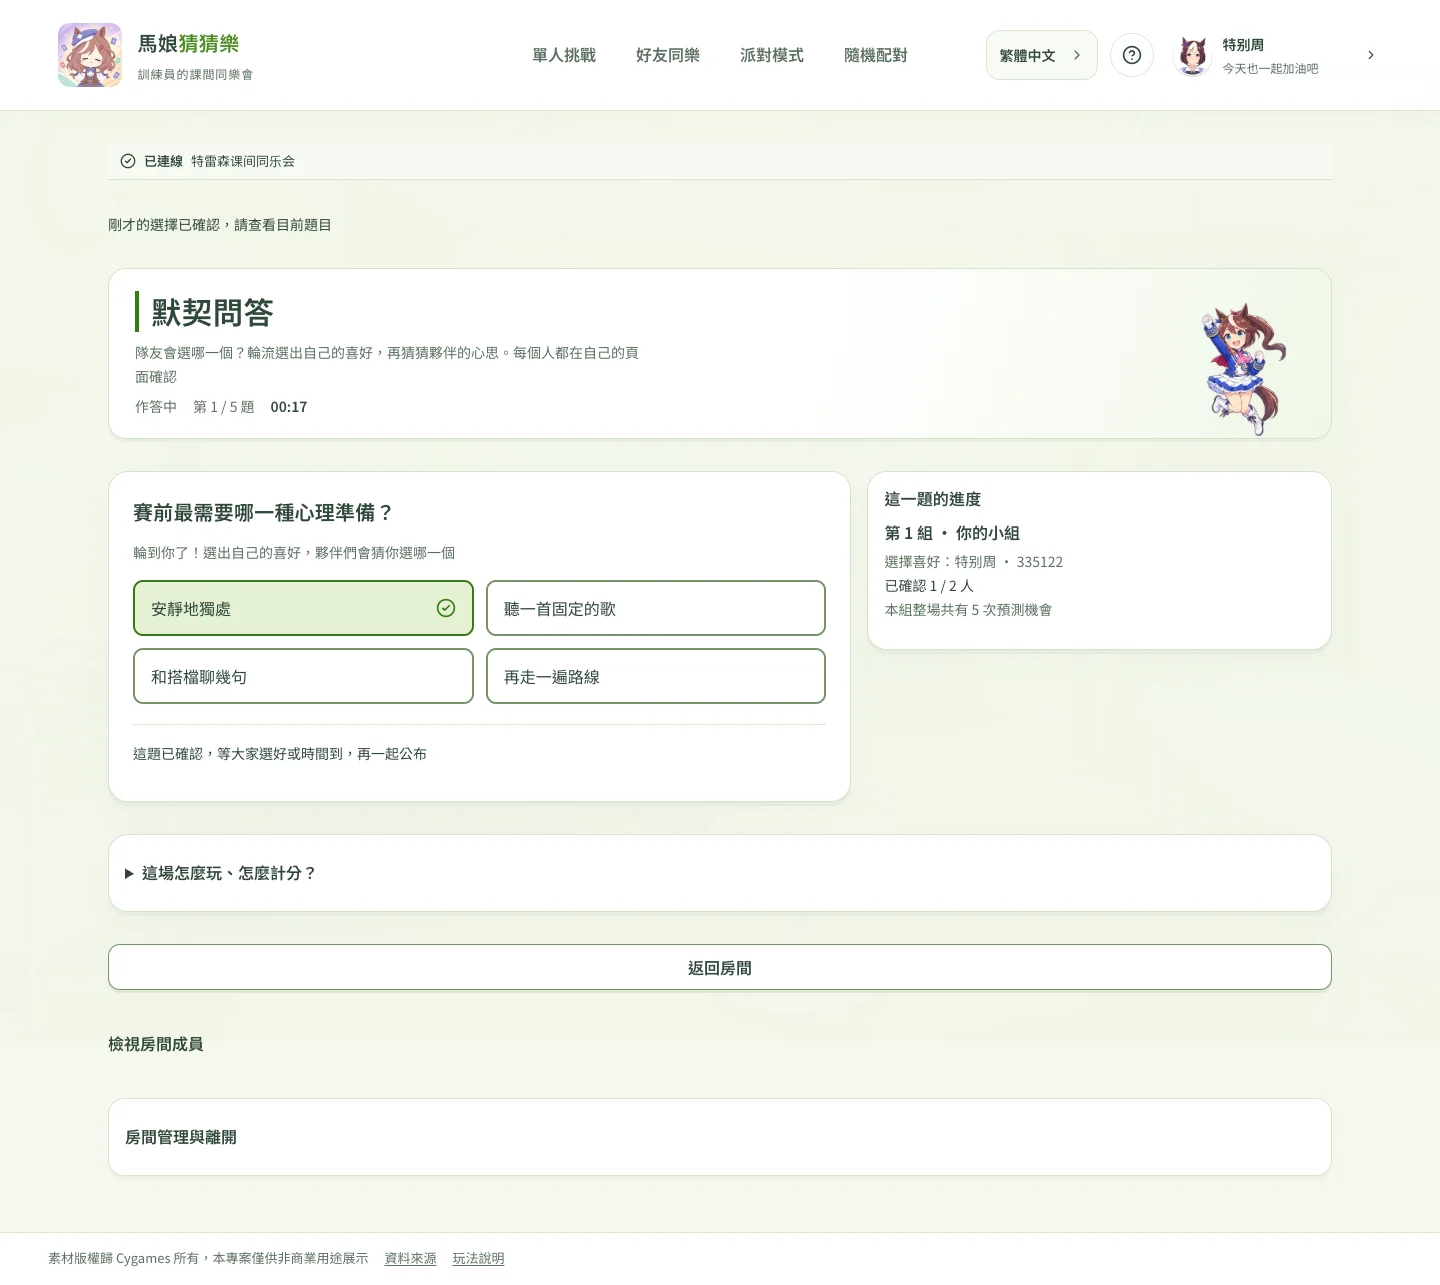 馬娘猜猜樂
訓練員的課間同樂會
單人挑戰
好友同樂
派對模式
隨機配對
繁體中文
特别周
今天也一起加油吧
已連線 特雷森课间同乐会
剛才的選擇已確認，請查看目前題目
默契問答
隊友會選哪一個？輪流選出自己的喜好，再猜猜夥伴的心思。每個人都在自己的頁
面確認
作答中 第 1 / 5 題 00:17
賽前最需要哪一種心理準備？
輪到你了！選出自己的喜好，夥伴們會猜你選哪一個
安靜地獨處
聽一首固定的歌
和搭檔聊幾句
再走一遍路線
這題已確認，等大家選好或時間到，再一起公布
這一題的進度
第 1 組 · 你的小組
選擇喜好：特别周 · 335122
已確認 1 / 2 人
本組整場共有 5 次預測機會
這場怎麼玩、怎麼計分？
返回房間
檢視房間成員
房間管理與離開
素材版權歸 Cygames 所有，本專案僅供非商業用途展示 資料來源 玩法說明